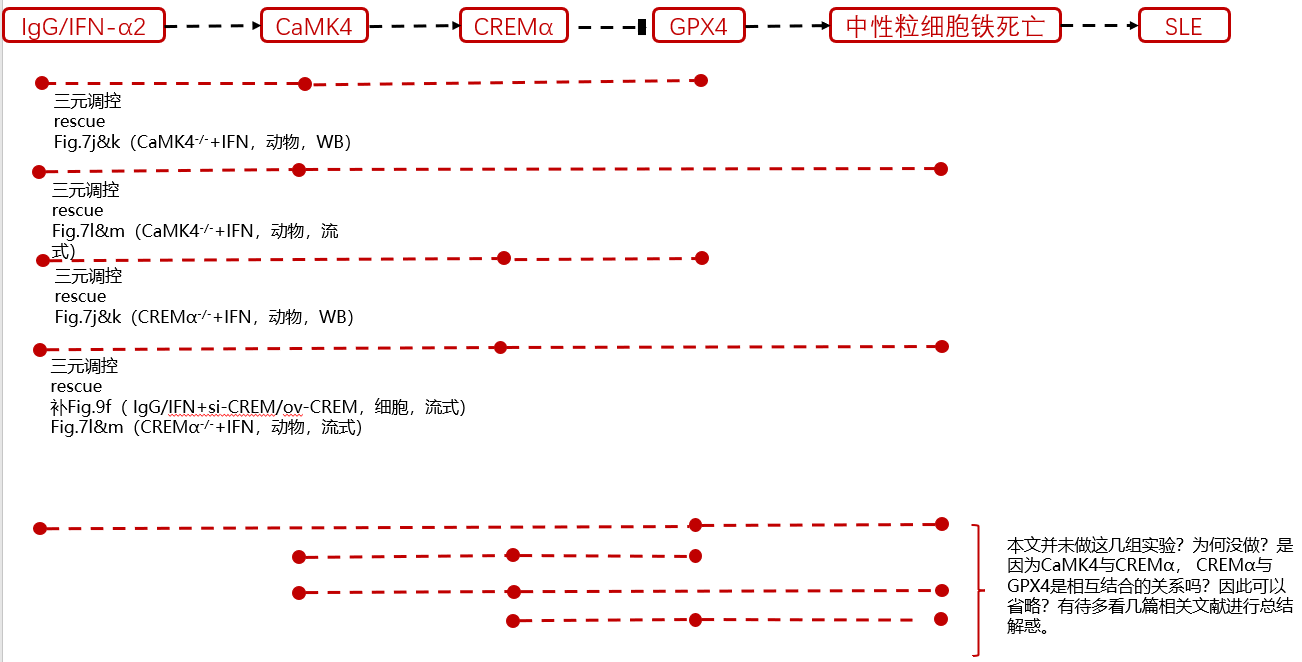 IgG/IFN-α2 CaMK4 CREMα GPX4 中性粒细胞铁死亡 SLE
三元调控
rescue
Fig.7j&k（CaMK4-/-+IFN，动物，WB）
三元调控
rescue
Fig.7l&m（CaMK4-/-+IFN，动物，流
式）
三元调控
rescue
Fig.7j&k（CREMα-/-+IFN，动物，WB）
三元调控
rescue
补Fig.9f（ IgG/IFN+si-CREM/ov-CREM，细胞，流式）
Fig.7l&m（CREMα-/-+IFN，动物，流式）
本文并未做这几组实验？为何没做？是
因为CaMK4与CREMα， CREMα与
GPX4是相互结合的关系吗？因此可以
省略？有待多看几篇相关文献进行总结
解惑。